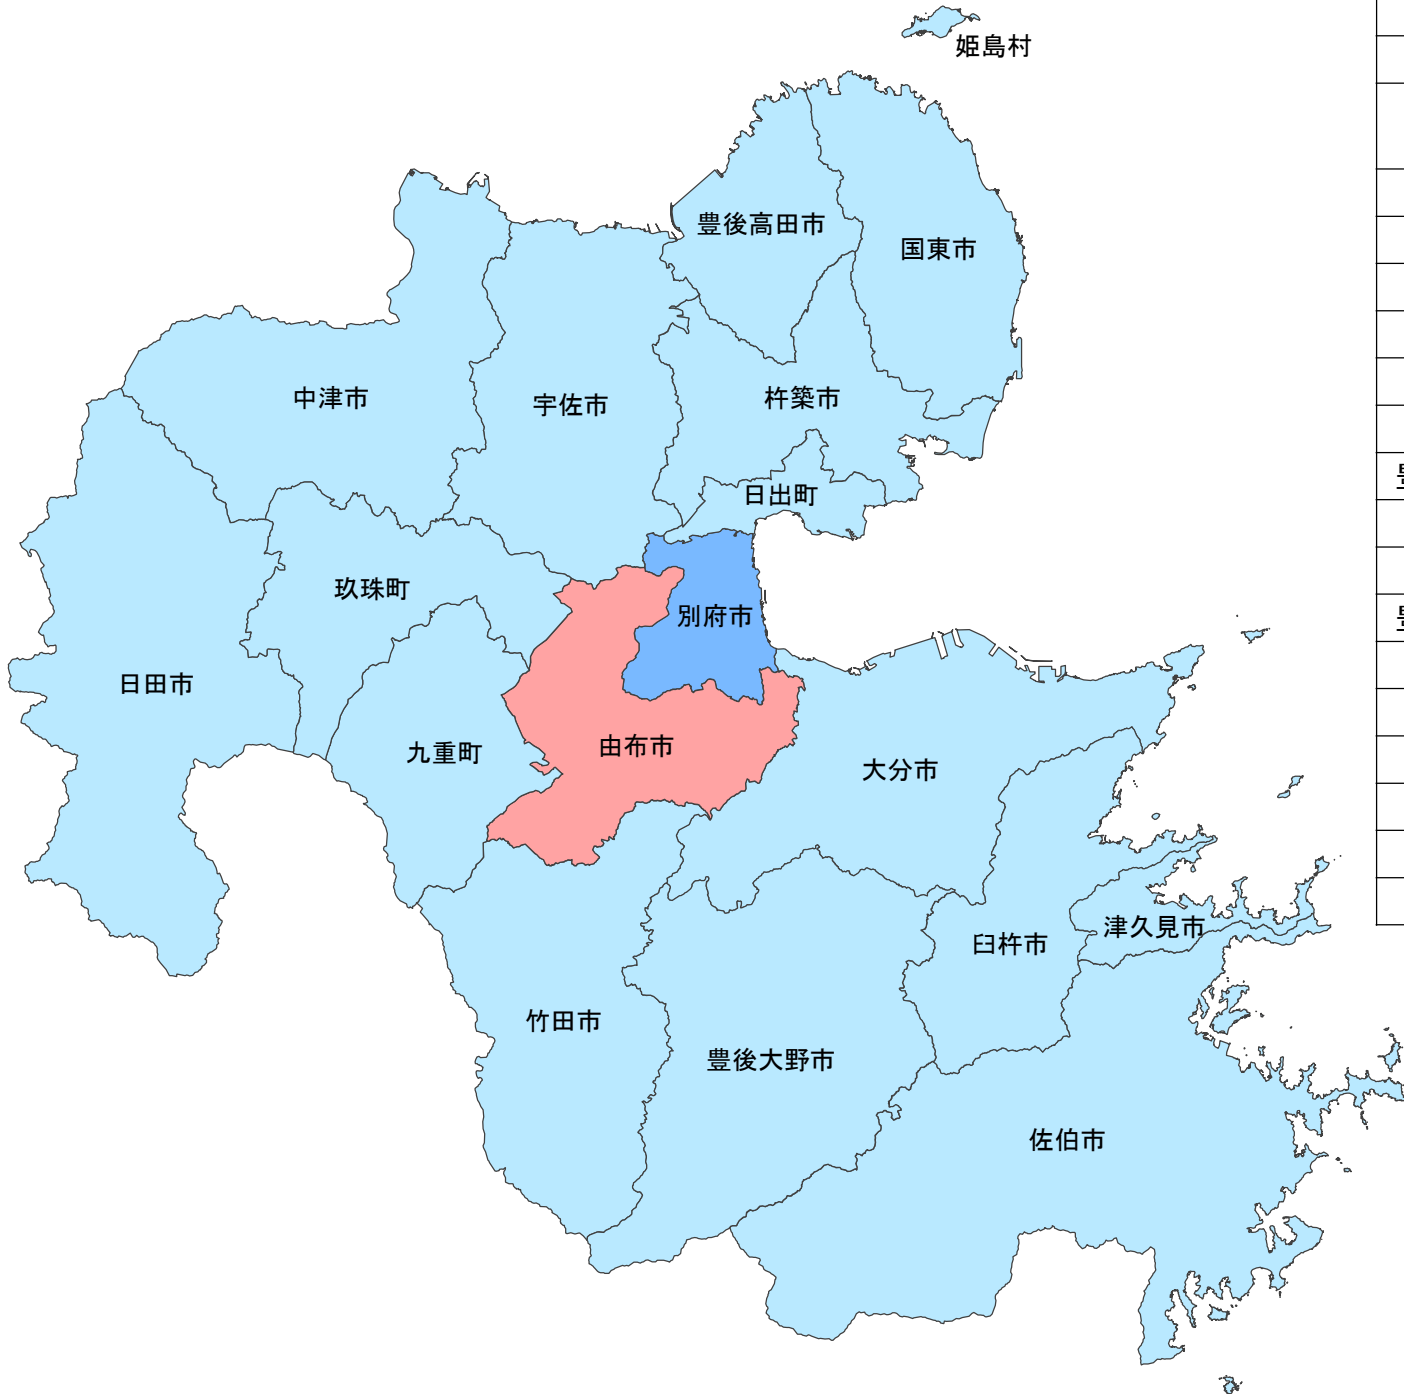 姫島村
豊後高田市
国東市
中津市
宇佐市
杵築市
日出町
玖珠町
別府市
日田市
九重町
由布市
大分市
津久見市
臼杵市
竹田市
豊後大野市
佐伯市